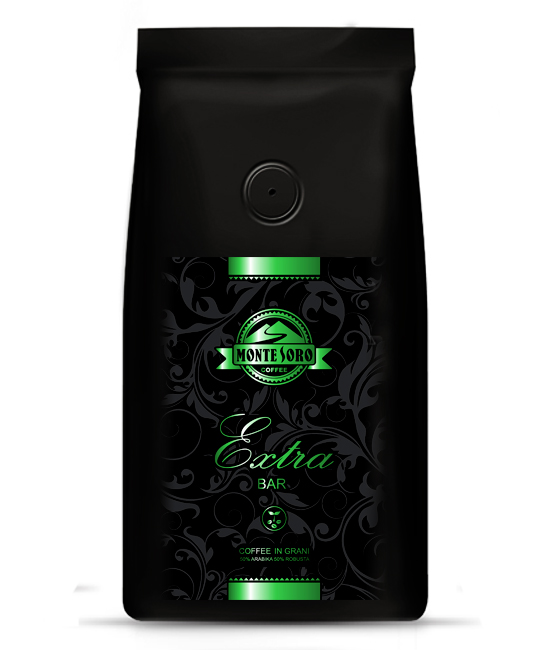 MONTE SORO
COFFEE
Extra
BAR
COFFEE IN GRANI
50% ARABIKA 50% ROBUSTA